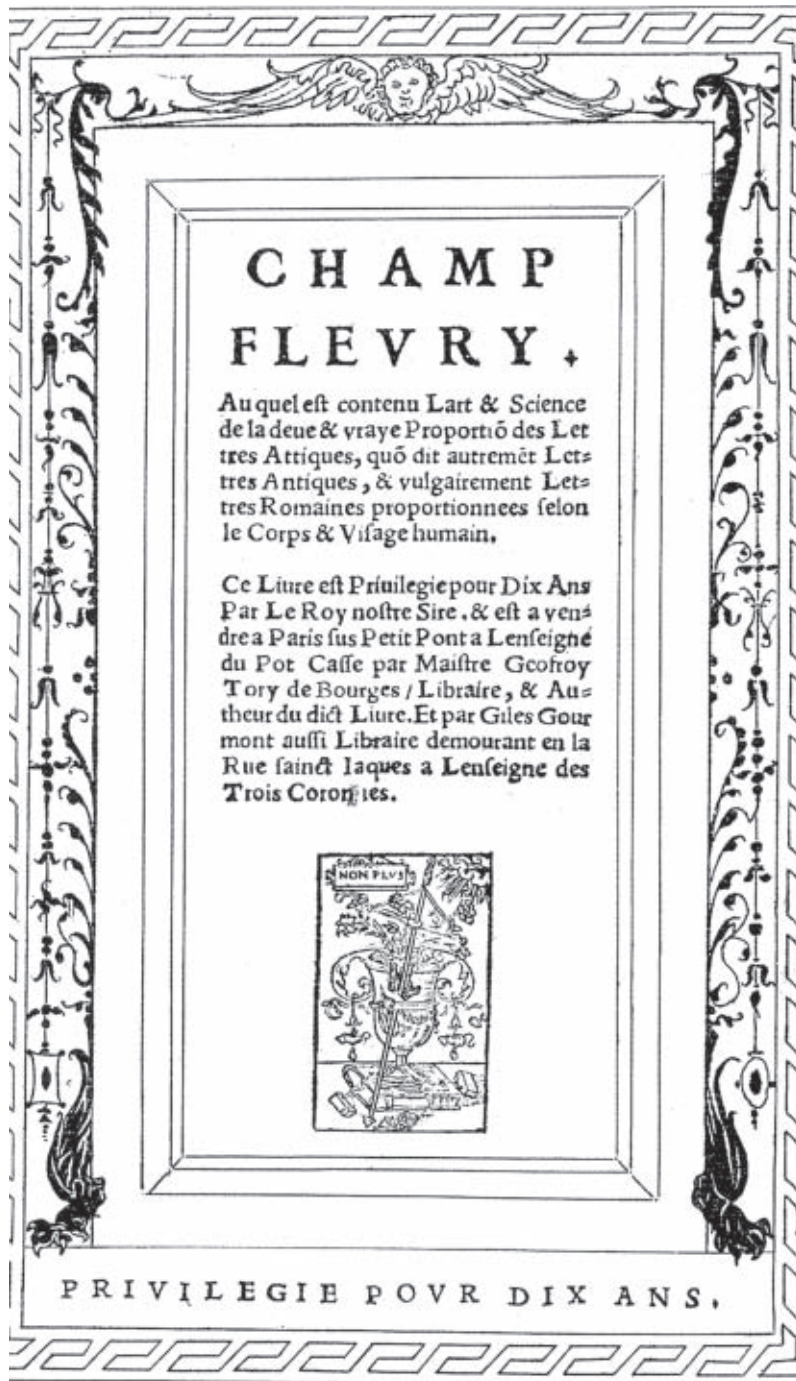 CHAMP
FLEVRY.
Au quel eſt contenu Lart & Science
de la deue & vraye Proportiõ des Let
tres Attiques, quõ dit autremẽt Let⸗
tres Antiques, & vulgairement Let⸗
tres Romaines proportionnees ſelon
le Corps & Viſage humain.
Ce Liure eſt Priuilegie pour Dix Ans
Par Le Roy noſtre Sire. & eſt a ven⸗
dre a Paris ſus Petit Pont a Lenſeigne
du Pot Caſſe par Maiſtre Geofroy
Tory de Bourges / Libraire, & Au⸗
theur du dict Liure. Et par Giles Gour
mont auſſi Libraire demourant en la
Rue ſainct Iaques a Lenſeigne des
Trois Coronnes.
NON PLVS
PRIVILEGIE POVR DIX ANS.